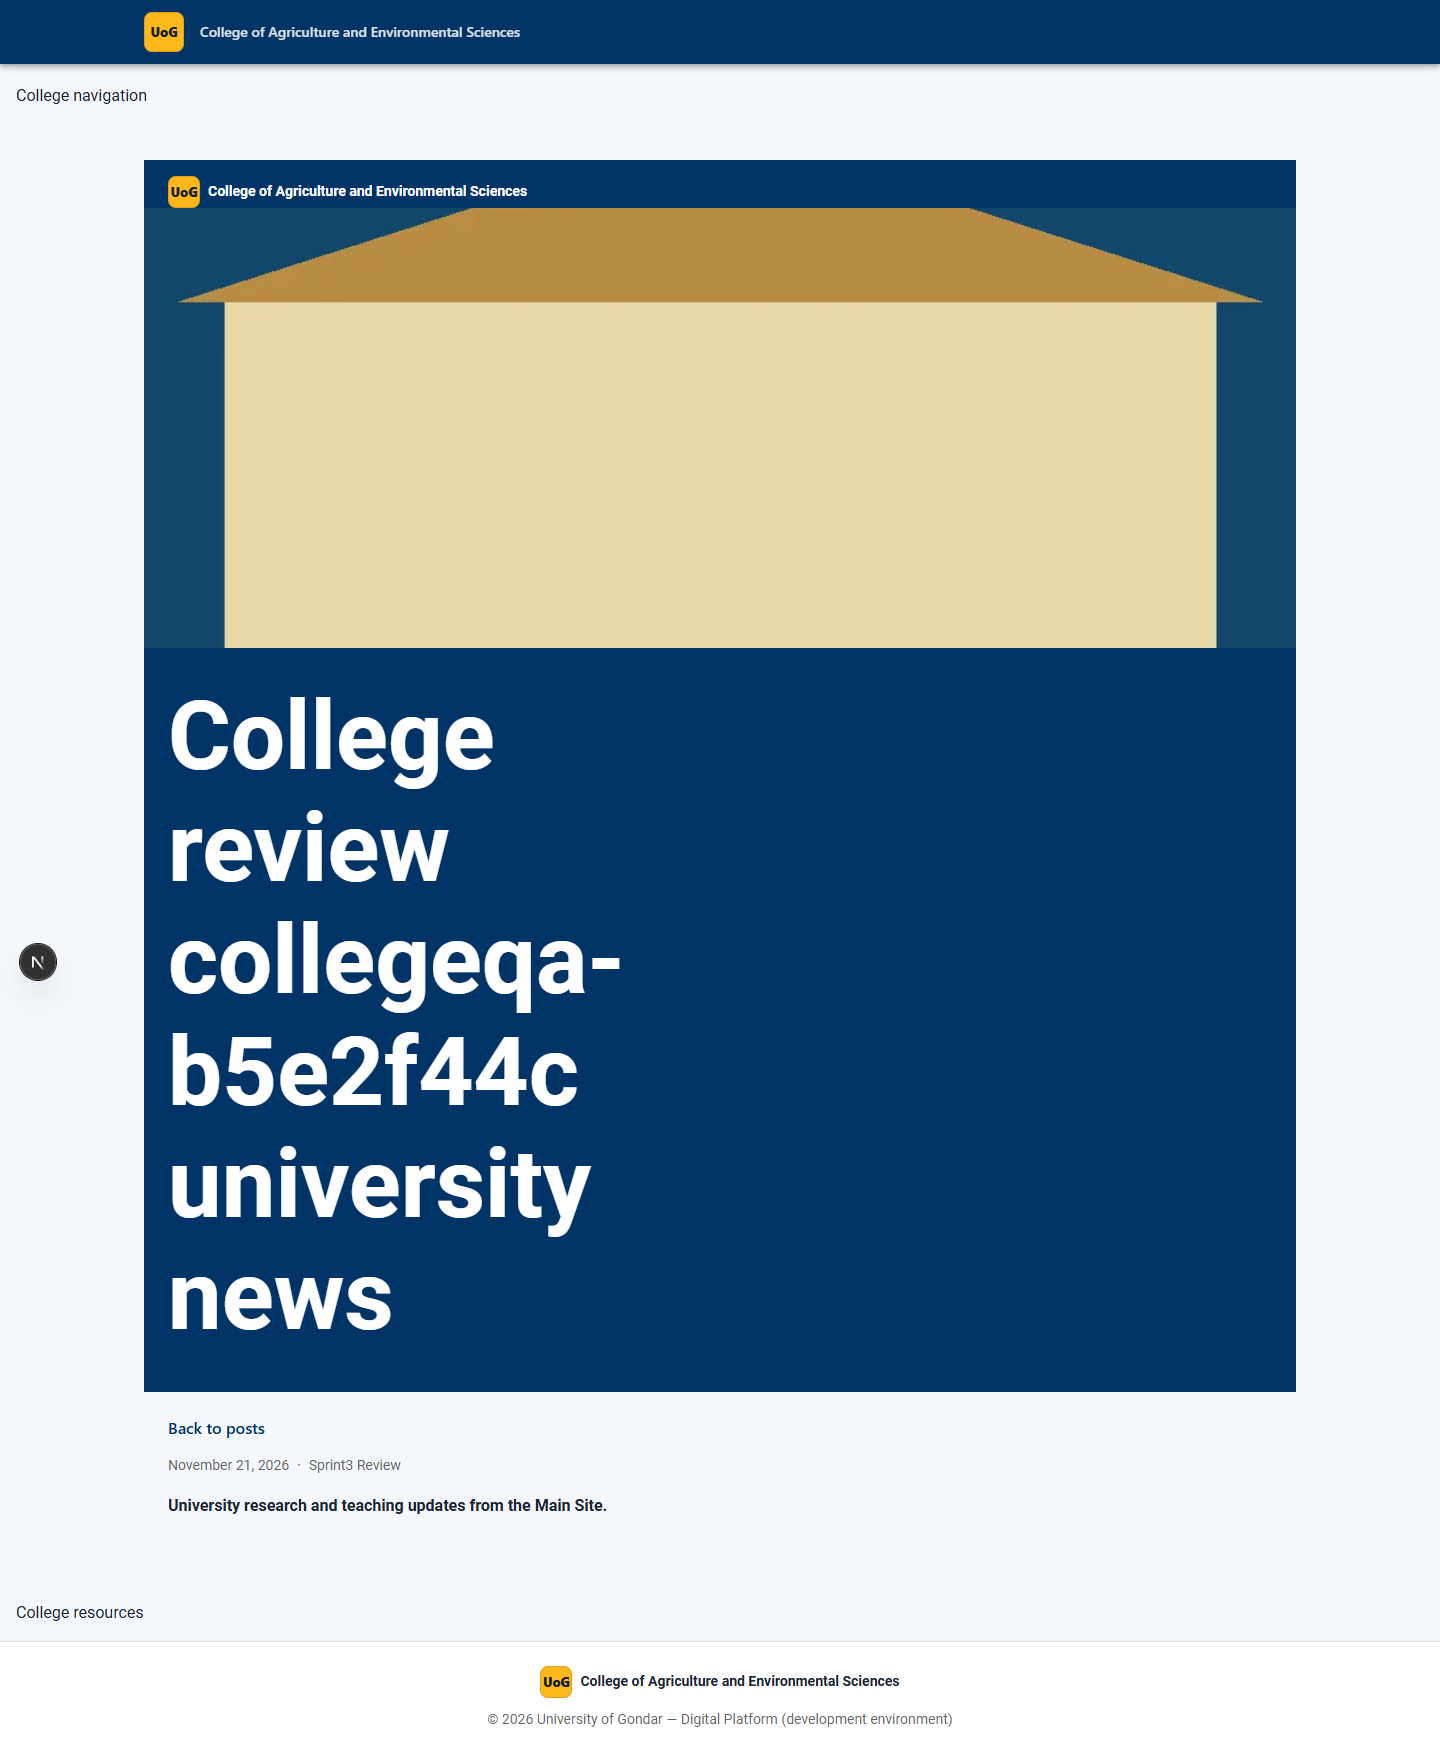 UoG College of Agriculture and Environmental Sciences
College navigation
UoG College of Agriculture and Environmental Sciences
College
review
collegeqa-
b5e2f44c
university
news
N
Back to posts
November 21, 2026 · Sprint3 Review
University research and teaching updates from the Main Site.
College resources
UoG College of Agriculture and Environmental Sciences
© 2026 University of Gondar — Digital Platform (development environment)